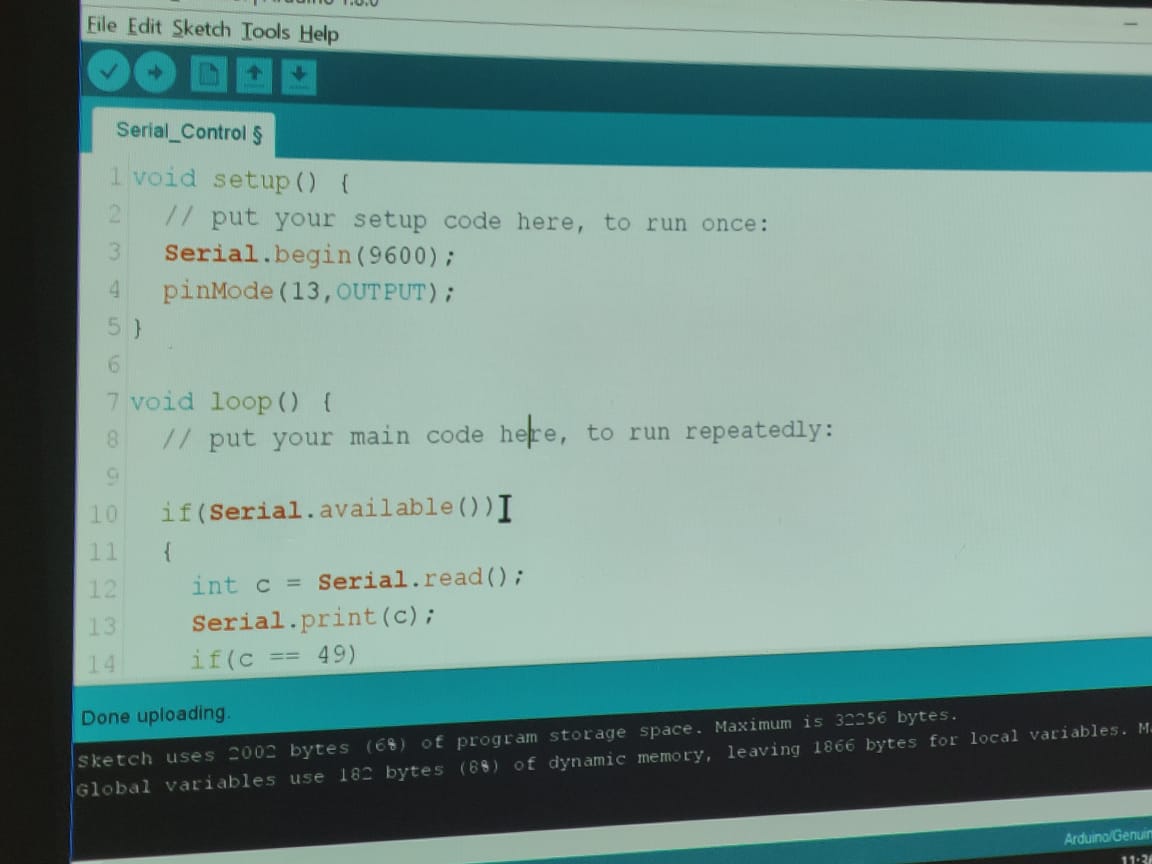 File Edit Sketch Tools Help
Serial_Control §
1 void setup() {
2 // put your setup code here, to run once:
3 Serial.begin(9600);
4 pinMode(13,OUTPUT);
5 }
6
7 void loop() {
8 // put your main code here, to run repeatedly:
9
10 if(Serial.available())
11 {
12 int c = Serial.read();
13 Serial.print(c);
14 if(c == 49)
Done uploading.
Sketch uses 2002 bytes (6%) of program storage space. Maximum is 32256 bytes.
Global variables use 182 bytes (8%) of dynamic memory, leaving 1866 bytes for local variables.
Arduino/Genuin